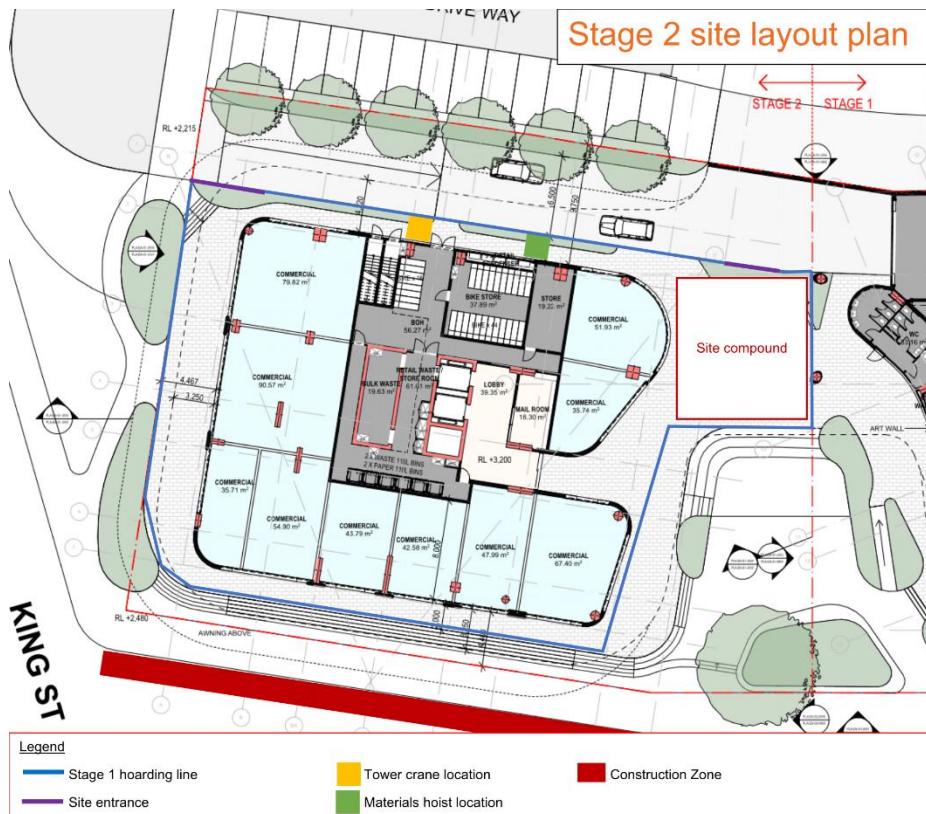 DRIVE WAY
Stage 2 site layout plan
STAGE 2
STAGE 1
RL +2,215
6,500
COMMERCIAL
79.82 m²
BIKE STORE
37.89 m²
STORE
COMMERCIAL
51.93 m²
BOH
56.27 m²
Site compound
WC
COMMERCIAL
90.57 m²
4,467
3,250
BULK WASTE
19.63 m²
RETAIL WASTE /
STORE ROOM
61.61 m²
LOBBY
39.35 m²
MAIL ROOM
16.30 m²
COMMERCIAL
35.74 m²
ART WALL
RL +3,200
2 X PAPER 110L BINS
COMMERCIAL
35.71 m²
COMMERCIAL
54.90 m²
COMMERCIAL
43.79 m²
COMMERCIAL
42.58 m²
COMMERCIAL
47.99 m²
COMMERCIAL
67.40 m²
8,000
RL +2,480
AWNING ABOVE
KING ST
Legend
Stage 1 hoarding line
Tower crane location
Construction Zone
Site entrance
Materials hoist location